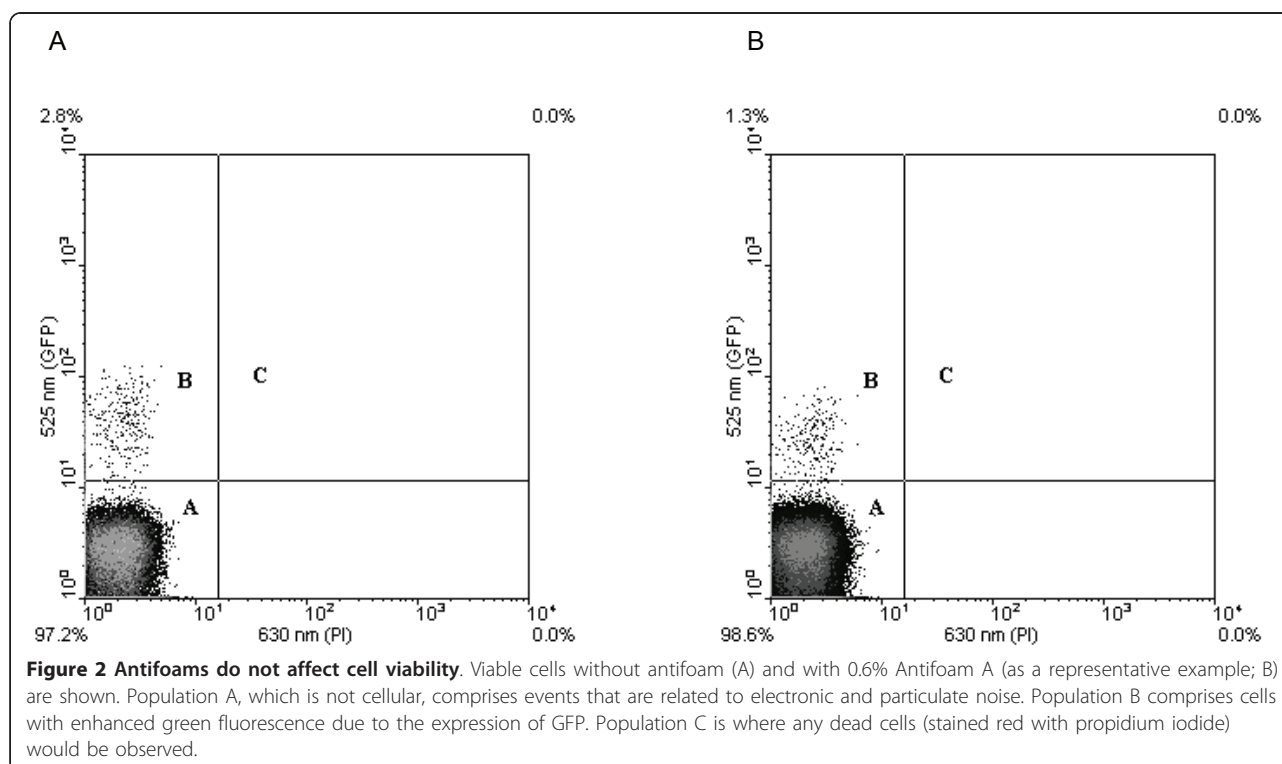 A
B
2.8%
0.0%
1.3%
0.0%
10⁴
10³
10²
10¹
10⁰
525 nm (GFP)
B
C
A
10⁰
10¹
10²
10³
10⁴
97.2%
630 nm (PI)
0.0%
10⁴
10³
10²
10¹
10⁰
525 nm (GFP)
B
C
A
10⁰
10¹
10²
10³
10⁴
98.6%
630 nm (PI)
0.0%
Figure 2 Antifoams do not affect cell viability. Viable cells without antifoam (A) and with 0.6% Antifoam A (as a representative example; B)
are shown. Population A, which is not cellular, comprises events that are related to electronic and particulate noise. Population B comprises cells
with enhanced green fluorescence due to the expression of GFP. Population C is where any dead cells (stained red with propidium iodide)
would be observed.